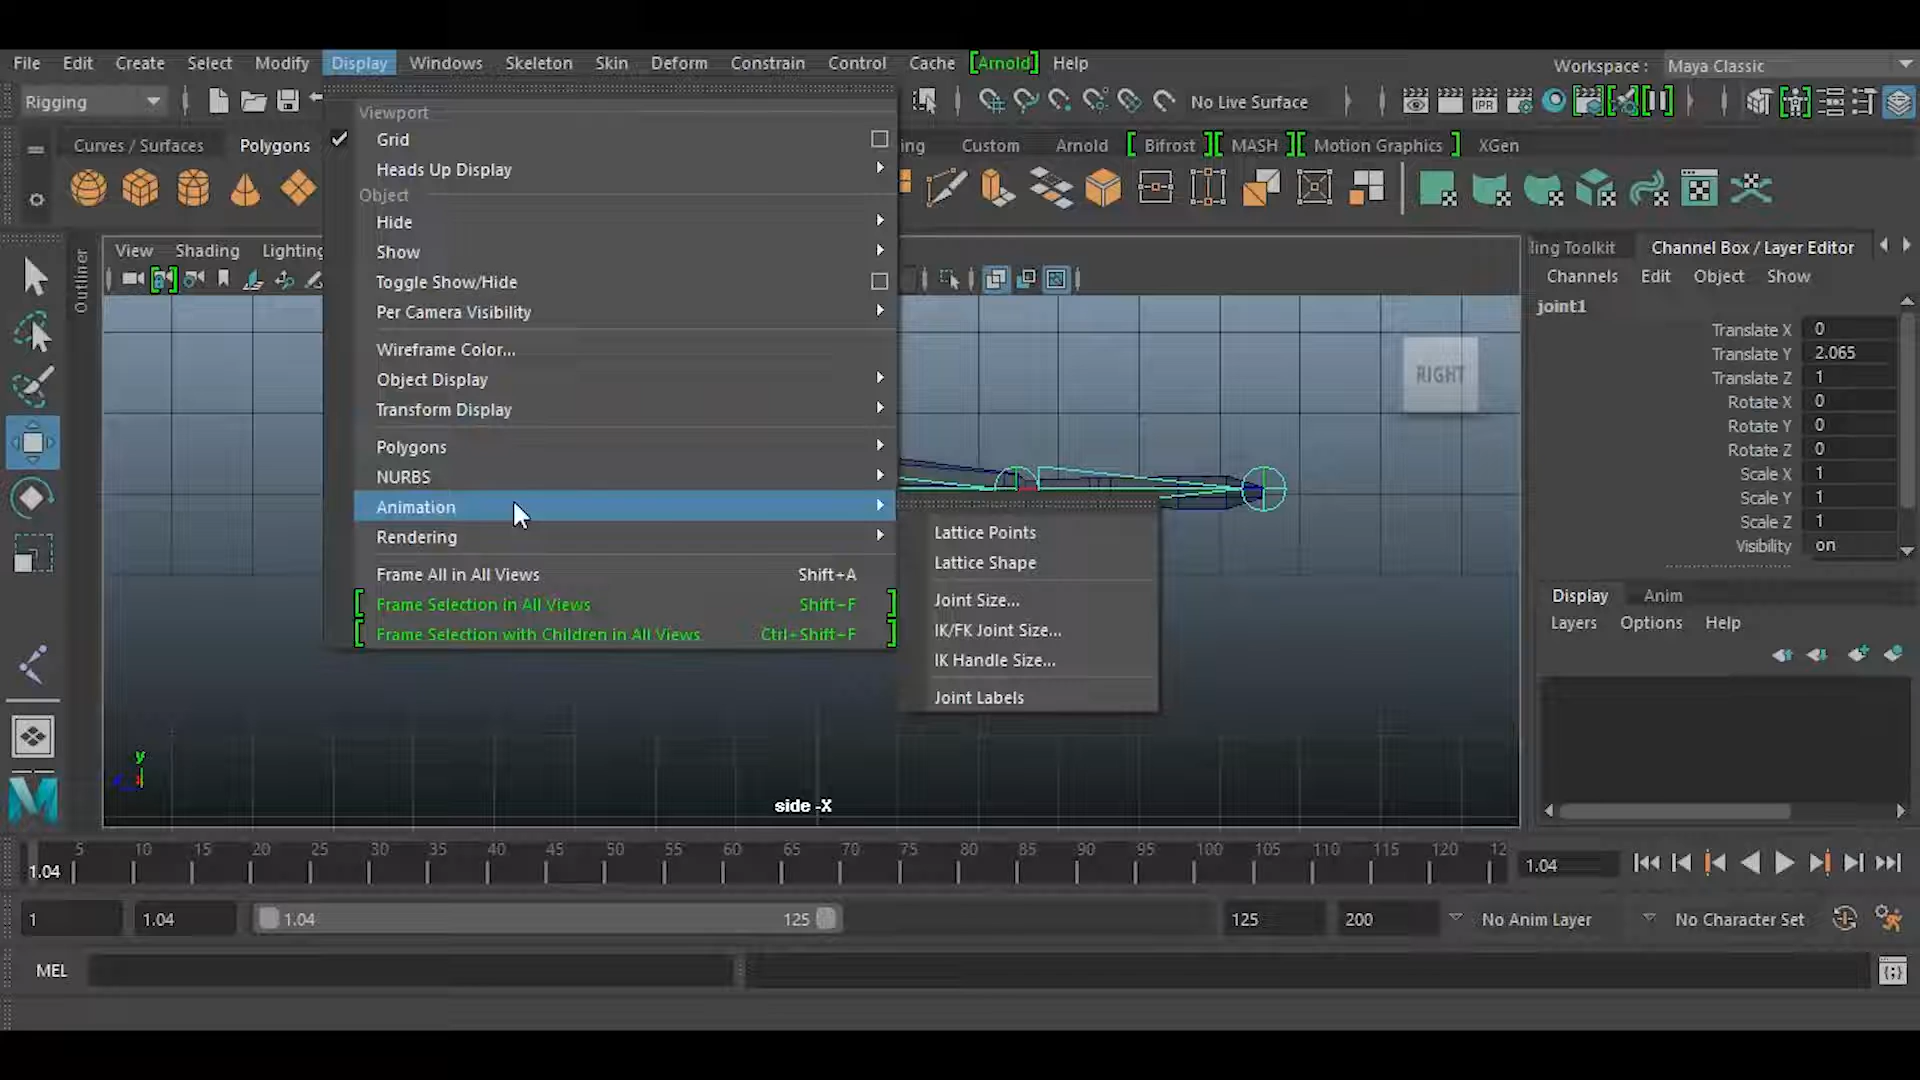 File Edit Create Select Modify Display Windows Skeleton Skin Deform Constrain Control Cache [Arnold] Help
Workspace : Maya Classic
Rigging
No Live Surface
IPR
Curves / Surfaces Polygons
ing Custom Arnold [ Bifrost ][ MASH ][ Motion Graphics ] XGen
View Shading Lighting
Outliner
Viewport
Grid
Heads Up Display
Object
Hide
Show
Toggle Show/Hide
Per Camera Visibility
Wireframe Color...
Object Display
Transform Display
Polygons
NURBS
Animation
Rendering
Frame All in All Views Shift+A
[ Frame Selection in All Views Shift-F ]
[ Frame Selection with Children in All Views Ctrl+Shift-F ]
Lattice Points
Lattice Shape
Joint Size...
IK/FK Joint Size...
IK Handle Size...
Joint Labels
RIGHT
y
side -X
ling Toolkit Channel Box / Layer Editor
Channels Edit Object Show
joint1
Translate X 0
Translate Y 2.065
Translate Z 1
Rotate X 0
Rotate Y 0
Rotate Z 0
Scale X 1
Scale Y 1
Scale Z 1
Visibility on
Display Anim
Layers Options Help
5 10 15 20 25 30 35 40 45 50 55 60 65 70 75 80 85 90 95 100 105 110 115 120 12
1.04
1.04
1 1.04 1.04 125 125 200 No Anim Layer No Character Set
MEL